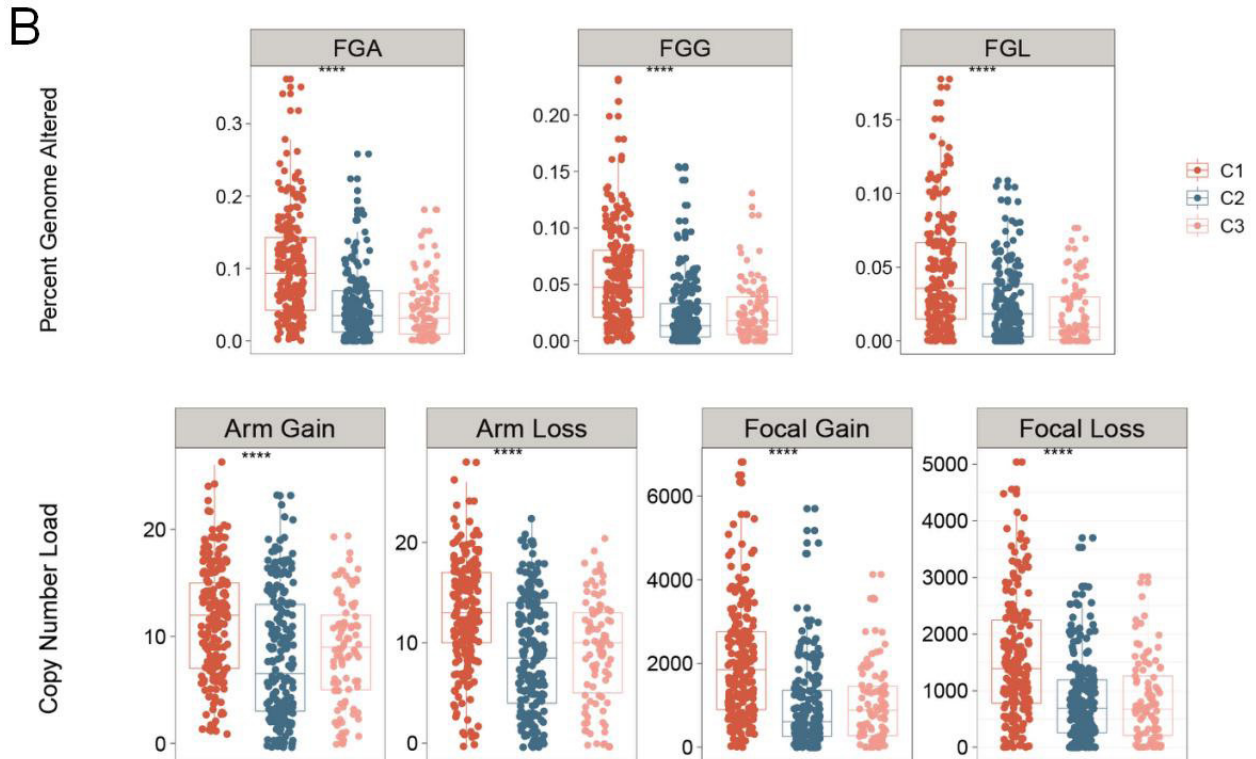 B
FGA
FGG
FGL
Percent Genome Altered
****
****
****
0.3
0.2
0.1
0.0
0.20
0.15
0.10
0.05
0.00
0.15
0.10
0.05
0.00
C1
C2
C3
Arm Gain
Arm Loss
Focal Gain
Focal Loss
Copy Number Load
****
****
****
****
20
10
0
20
10
0
6000
4000
2000
0
5000
4000
3000
2000
1000
0